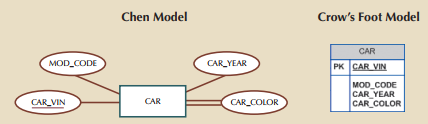 Chen Model
MOD_CODE
CAR_YEAR
CAR_VIN
CAR
CAR_COLOR
Crow's Foot Model
CAR
PK CAR_VIN
MOD_CODE
CAR_YEAR
CAR_COLOR